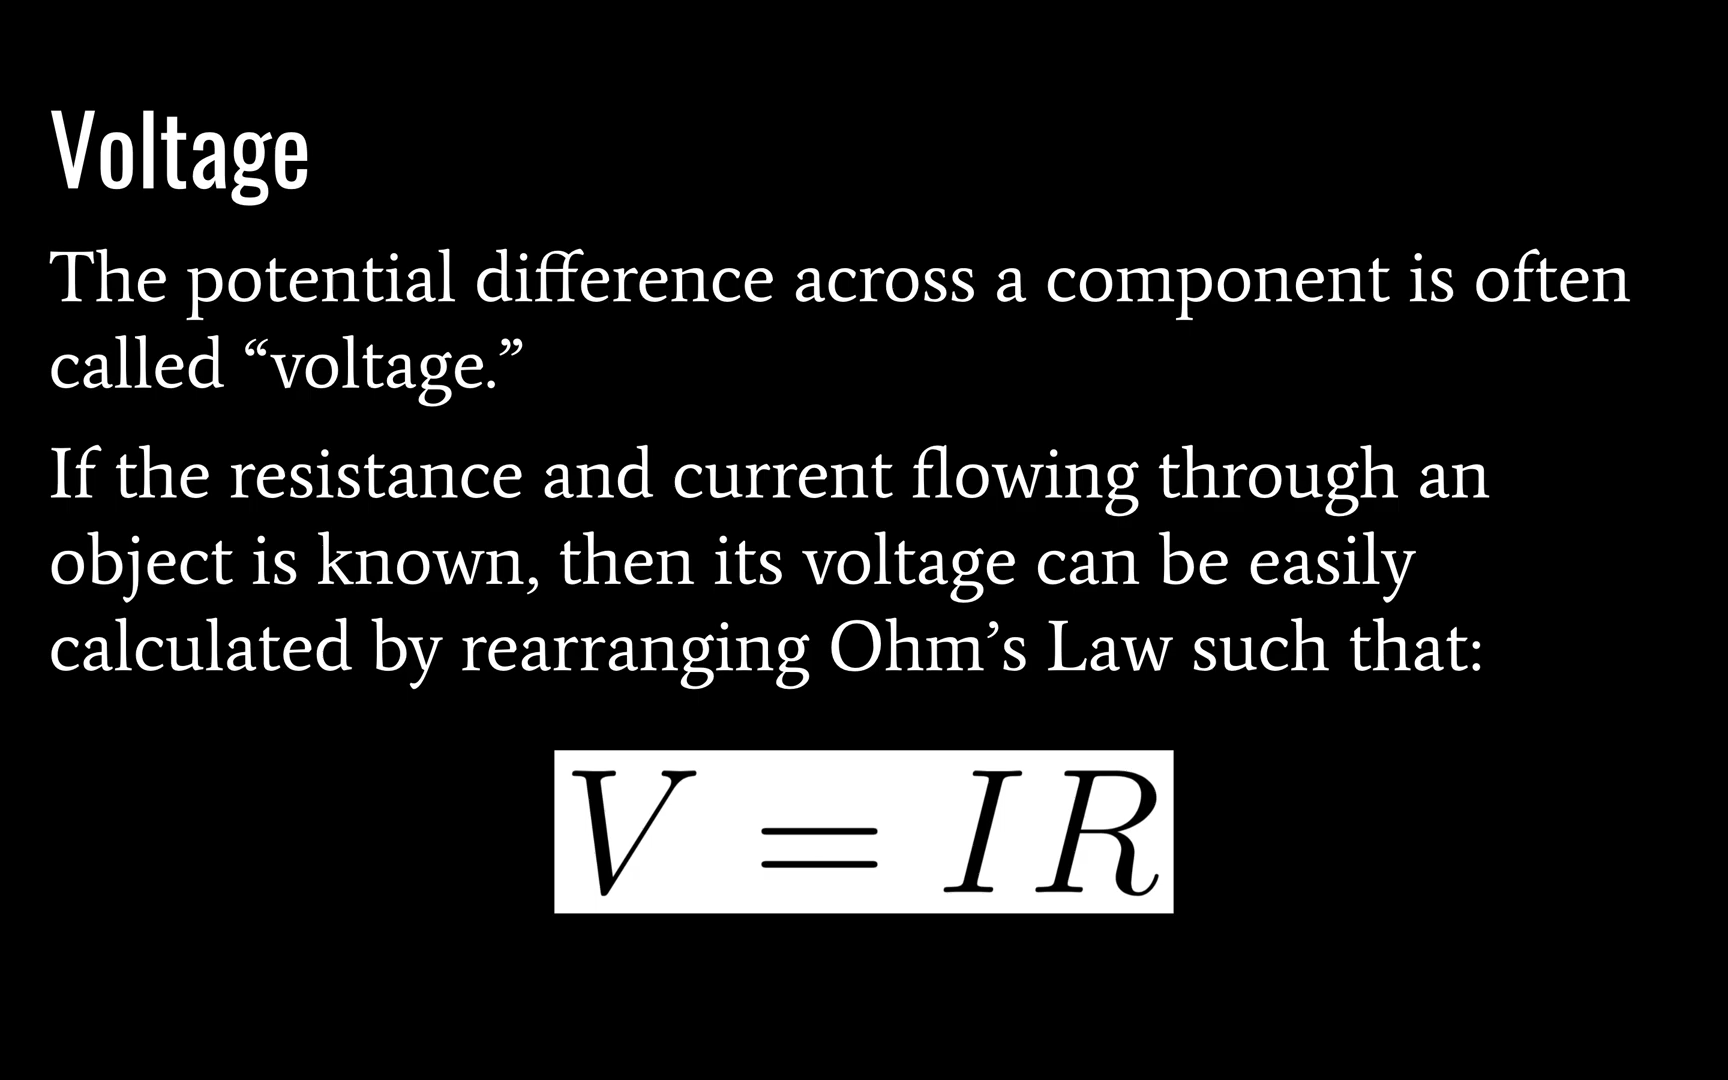 Voltage
The potential difference across a component is often
called “voltage.”
If the resistance and current flowing through an
object is known, then its voltage can be easily
calculated by rearranging Ohm’s Law such that:
V = IR